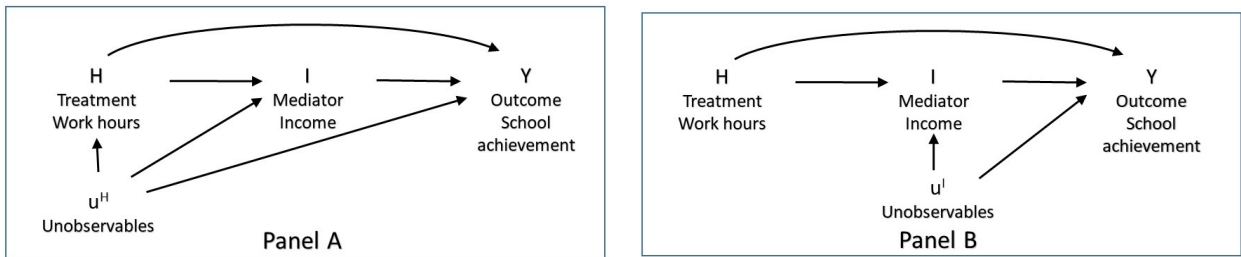 H
Treatment
Work hours
I
Mediator
Income
Y
Outcome
School
achievement
u^H
Unobservables
Panel A
H
Treatment
Work hours
I
Mediator
Income
Y
Outcome
School
achievement
u^I
Unobservables
Panel B